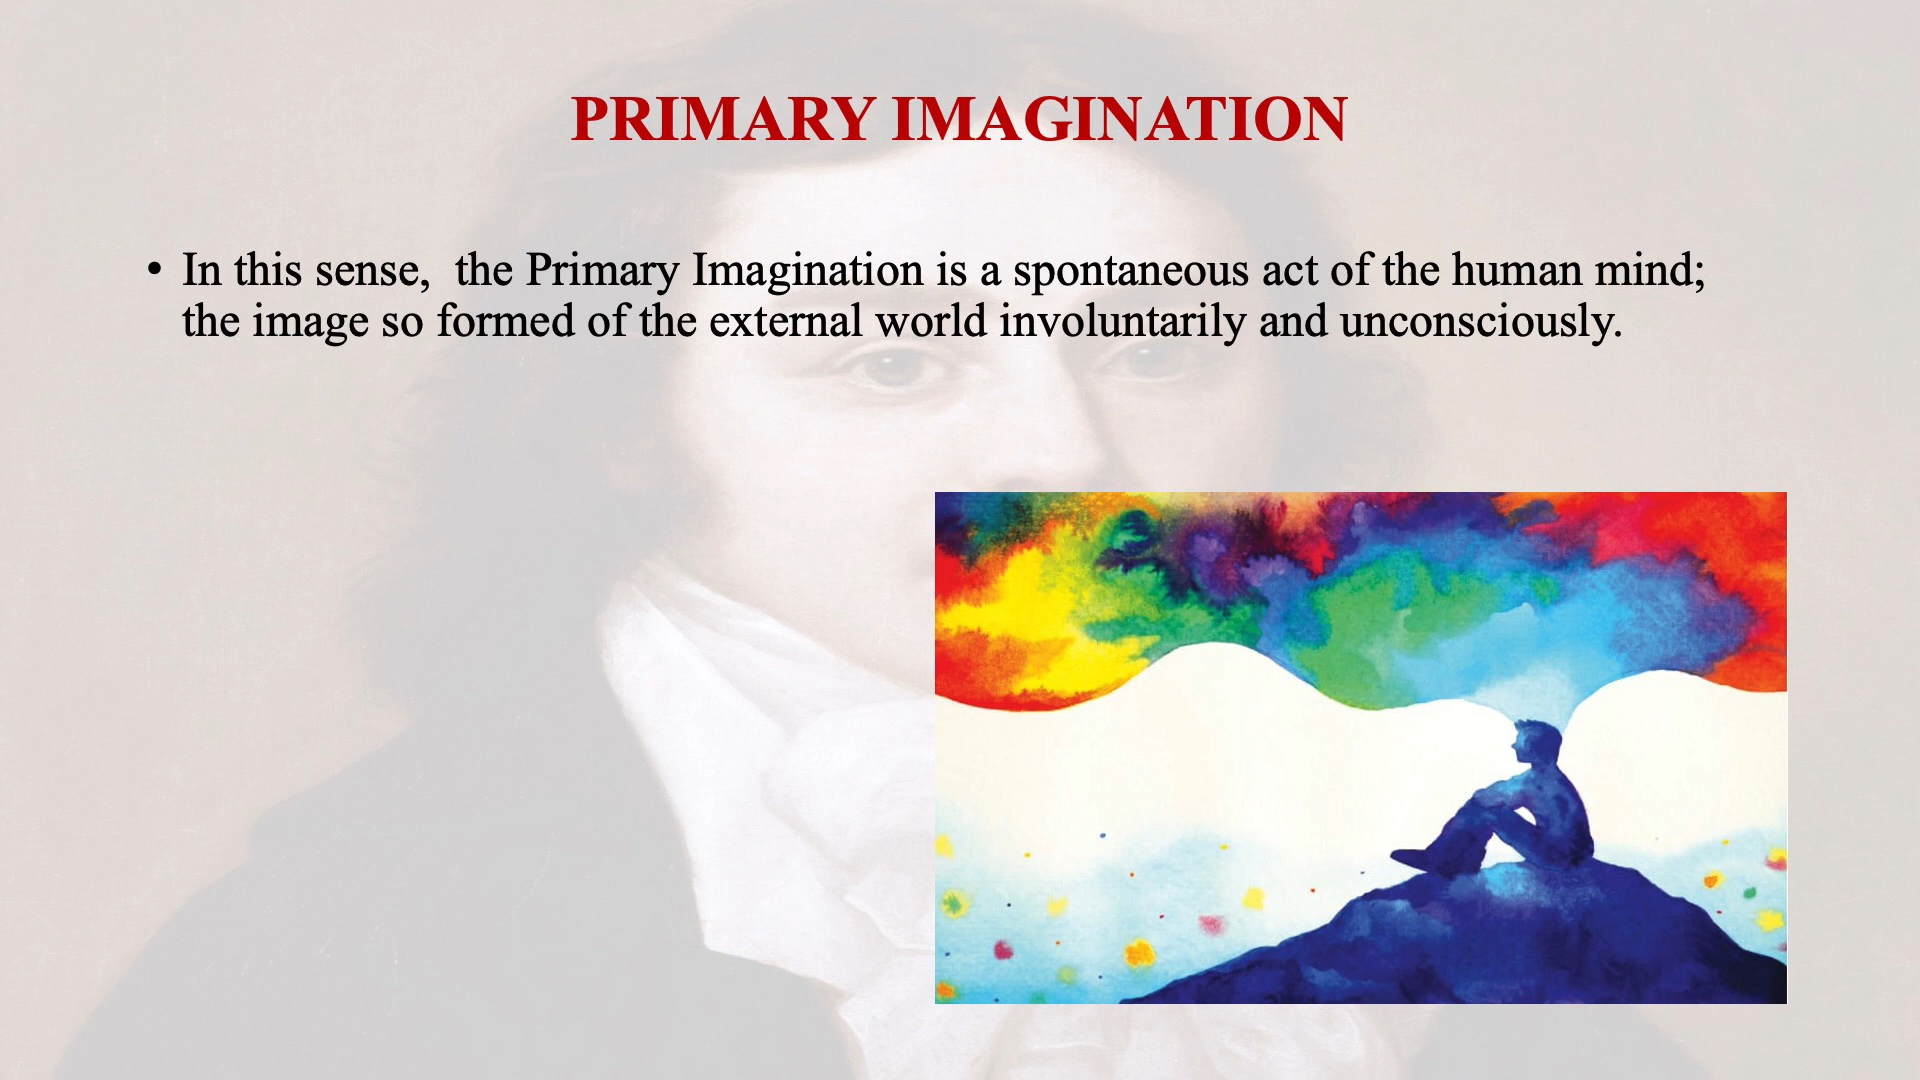 PRIMARY IMAGINATION
• In this sense,  the Primary Imagination is a spontaneous act of the human mind;
the image so formed of the external world involuntarily and unconsciously.